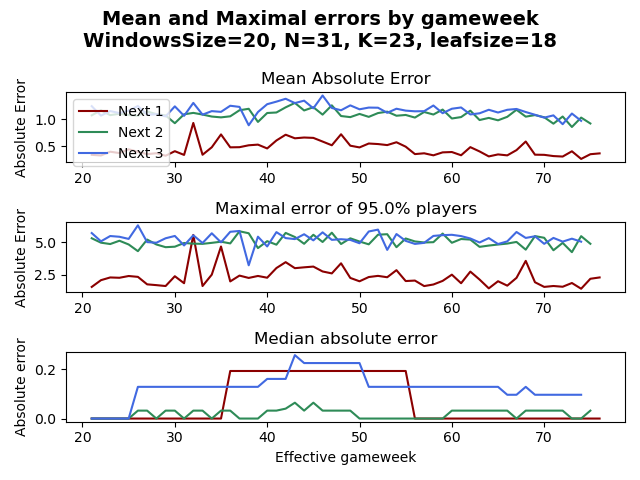 Mean and Maximal errors by gameweek
WindowsSize=20, N=31, K=23, leafsize=18
Mean Absolute Error
Absolute Error
1.0
0.5
Next 1
Next 2
Next 3
20 30 40 50 60 70
Maximal error of 95.0% players
Absolute Error
5.0
2.5
20 30 40 50 60 70
Median absolute error
Absolute error
0.2
0.0
20 30 40 50 60 70
Effective gameweek